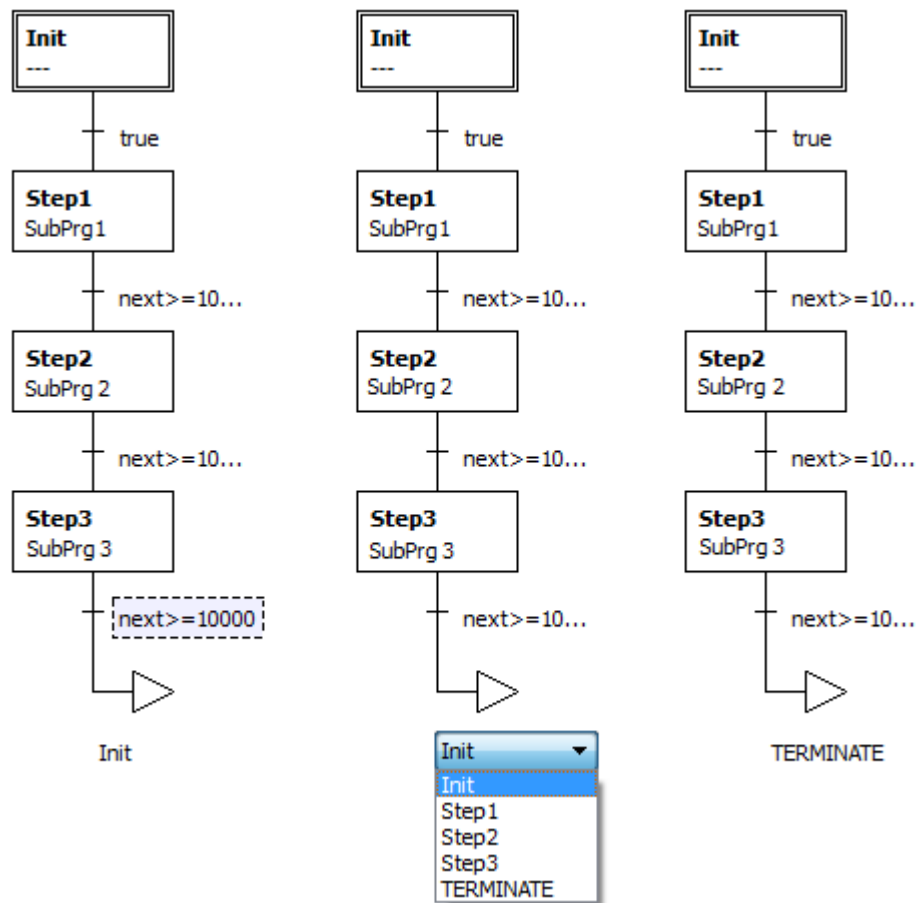 Init
---
true
Step1
SubPrg1
next>=10...
Step2
SubPrg 2
next>=10...
Step3
SubPrg 3
next>=10000
Init
Init
---
true
Step1
SubPrg1
next>=10...
Step2
SubPrg 2
next>=10...
Step3
SubPrg 3
next>=10...
Init
Init
Step1
Step2
Step3
TERMINATE
Init
---
true
Step1
SubPrg1
next>=10...
Step2
SubPrg 2
next>=10...
Step3
SubPrg 3
next>=10...
TERMINATE